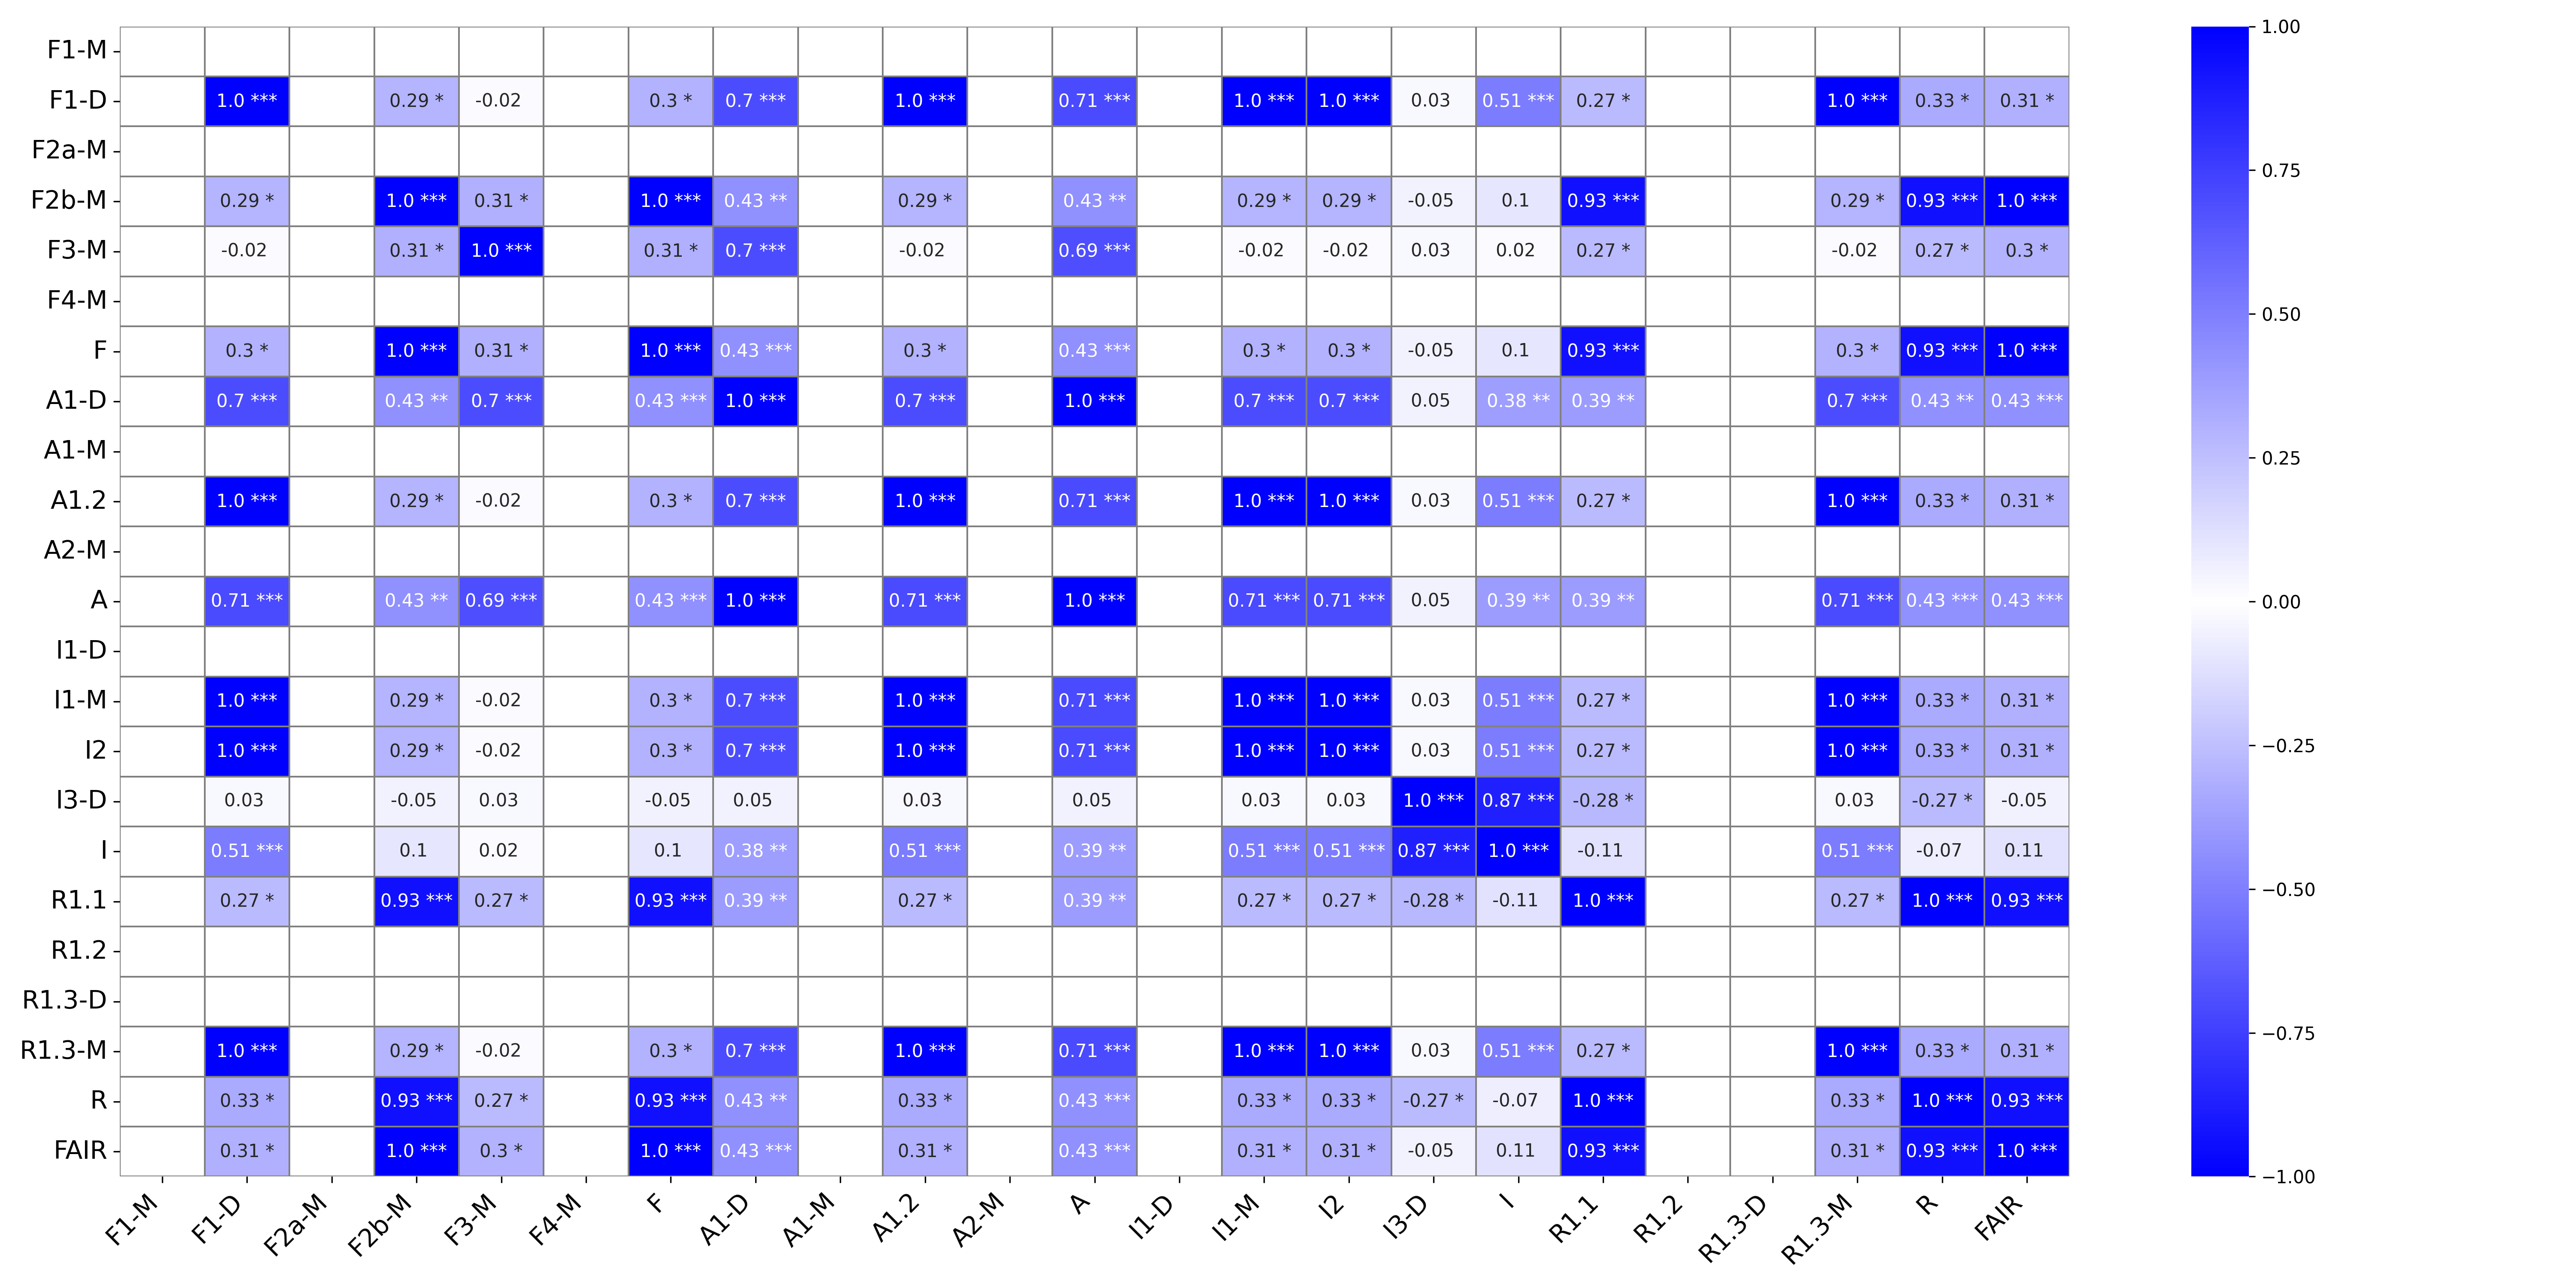 F1-M
F1-D 1.0 *** 0.29 * -0.02 0.3 * 0.7 *** 1.0 *** 0.71 *** 1.0 *** 1.0 *** 0.03 0.51 *** 0.27 * 1.0 *** 0.33 * 0.31 *
F2a-M
F2b-M 0.29 * 1.0 *** 0.31 * 1.0 *** 0.43 ** 0.29 * 0.43 ** 0.29 * 0.29 * -0.05 0.1 0.93 *** 0.29 * 0.93 *** 1.0 ***
F3-M -0.02 0.31 * 1.0 *** 0.31 * 0.7 *** -0.02 0.69 *** -0.02 -0.02 0.03 0.02 0.27 * -0.02 0.27 * 0.3 *
F4-M
F 0.3 * 1.0 *** 0.31 * 1.0 *** 0.43 *** 0.3 * 0.43 *** 0.3 * 0.3 * -0.05 0.1 0.93 *** 0.3 * 0.93 *** 1.0 ***
A1-D 0.7 *** 0.43 ** 0.7 *** 0.43 *** 1.0 *** 0.7 *** 1.0 *** 0.7 *** 0.7 *** 0.05 0.38 ** 0.39 ** 0.7 *** 0.43 ** 0.43 ***
A1-M
A1.2 1.0 *** 0.29 * -0.02 0.3 * 0.7 *** 1.0 *** 0.71 *** 1.0 *** 1.0 *** 0.03 0.51 *** 0.27 * 1.0 *** 0.33 * 0.31 *
A2-M
A 0.71 *** 0.43 ** 0.69 *** 0.43 *** 1.0 *** 0.71 *** 1.0 *** 0.71 *** 0.71 *** 0.05 0.39 ** 0.39 ** 0.71 *** 0.43 *** 0.43 ***
I1-D
I1-M 1.0 *** 0.29 * -0.02 0.3 * 0.7 *** 1.0 *** 0.71 *** 1.0 *** 1.0 *** 0.03 0.51 *** 0.27 * 1.0 *** 0.33 * 0.31 *
I2 1.0 *** 0.29 * -0.02 0.3 * 0.7 *** 1.0 *** 0.71 *** 1.0 *** 1.0 *** 0.03 0.51 *** 0.27 * 1.0 *** 0.33 * 0.31 *
I3-D 0.03 -0.05 0.03 -0.05 0.05 0.03 0.05 0.03 0.03 1.0 *** 0.87 *** -0.28 * 0.03 -0.27 * -0.05
I 0.51 *** 0.1 0.02 0.1 0.38 ** 0.51 *** 0.39 ** 0.51 *** 0.51 *** 0.87 *** 1.0 *** -0.11 0.51 *** -0.07 0.11
R1.1 0.27 * 0.93 *** 0.27 * 0.93 *** 0.39 ** 0.27 * 0.39 ** 0.27 * 0.27 * -0.28 * -0.11 1.0 *** 0.27 * 1.0 *** 0.93 ***
R1.2
R1.3-D
R1.3-M 1.0 *** 0.29 * -0.02 0.3 * 0.7 *** 1.0 *** 0.71 *** 1.0 *** 1.0 *** 0.03 0.51 *** 0.27 * 1.0 *** 0.33 * 0.31 *
R 0.33 * 0.93 *** 0.27 * 0.93 *** 0.43 ** 0.33 * 0.43 *** 0.33 * 0.33 * -0.27 * -0.07 1.0 *** 0.33 * 1.0 *** 0.93 ***
FAIR 0.31 * 1.0 *** 0.3 * 1.0 *** 0.43 *** 0.31 * 0.43 *** 0.31 * 0.31 * -0.05 0.11 0.93 *** 0.31 * 0.93 *** 1.0 ***
F1-M F1-D F2a-M F2b-M F3-M F4-M F A1-D A1-M A1.2 A2-M A I1-D I1-M I2 I3-D I R1.1 R1.2 R1.3-D R1.3-M R FAIR
1.00
0.75
0.50
0.25
0.00
−0.25
−0.50
−0.75
−1.00